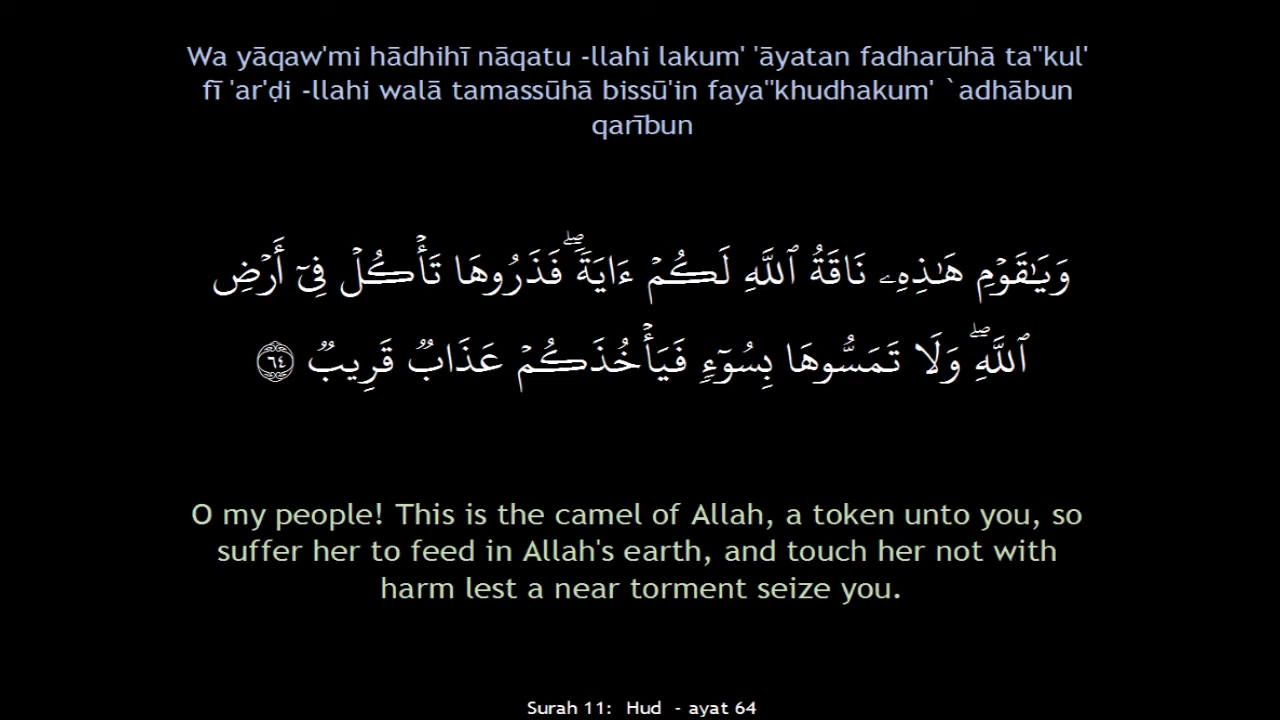 Wa yāqaw'mi hādhihī nāqatu -llahi lakum' 'āyatan fadharūhā ta"kul'
fī 'ar'ḍi -llahi walā tamassūhā bissū'in faya"khudhakum' `adhābun
qarībun
وَيَـٰقَوۡمِ هَـٰذِهِۦ نَاقَةُ ٱللَّهِ لَكُمۡ ءَايَةًۖ فَذَرُوهَا تَأۡكُلۡ فِىٓ أَرۡضِ
ٱللَّهِۖ وَلَا تَمَسُّوهَا بِسُوٓءٍ فَيَأۡخُذَكُمۡ عَذَابٌ قَرِيبٌ ٦٤
O my people! This is the camel of Allah, a token unto you, so
suffer her to feed in Allah's earth, and touch her not with
harm lest a near torment seize you.
Surah 11: Hud - ayat 64